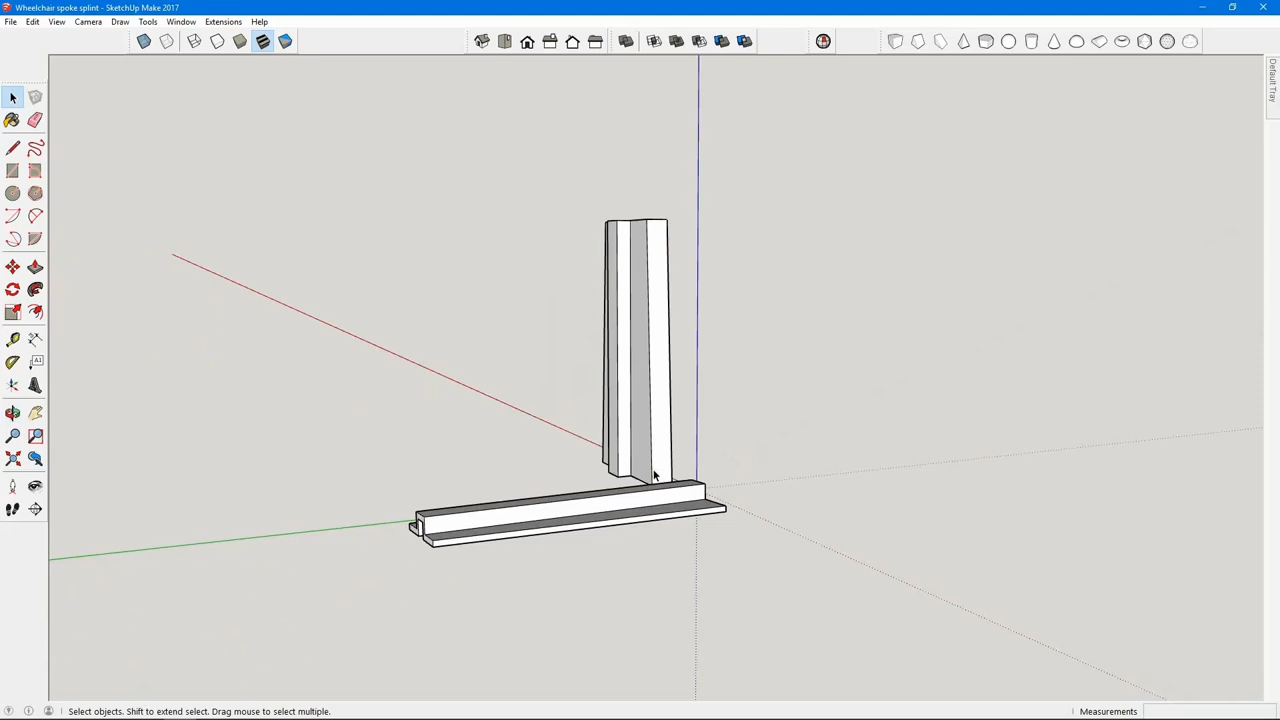 Wheelchair spoke splint - SketchUp Make 2017
File Edit View Camera Draw Tools Window Extensions Help
Default Tray
A1
Select objects. Shift to extend select. Drag mouse to select multiple.
Measurements